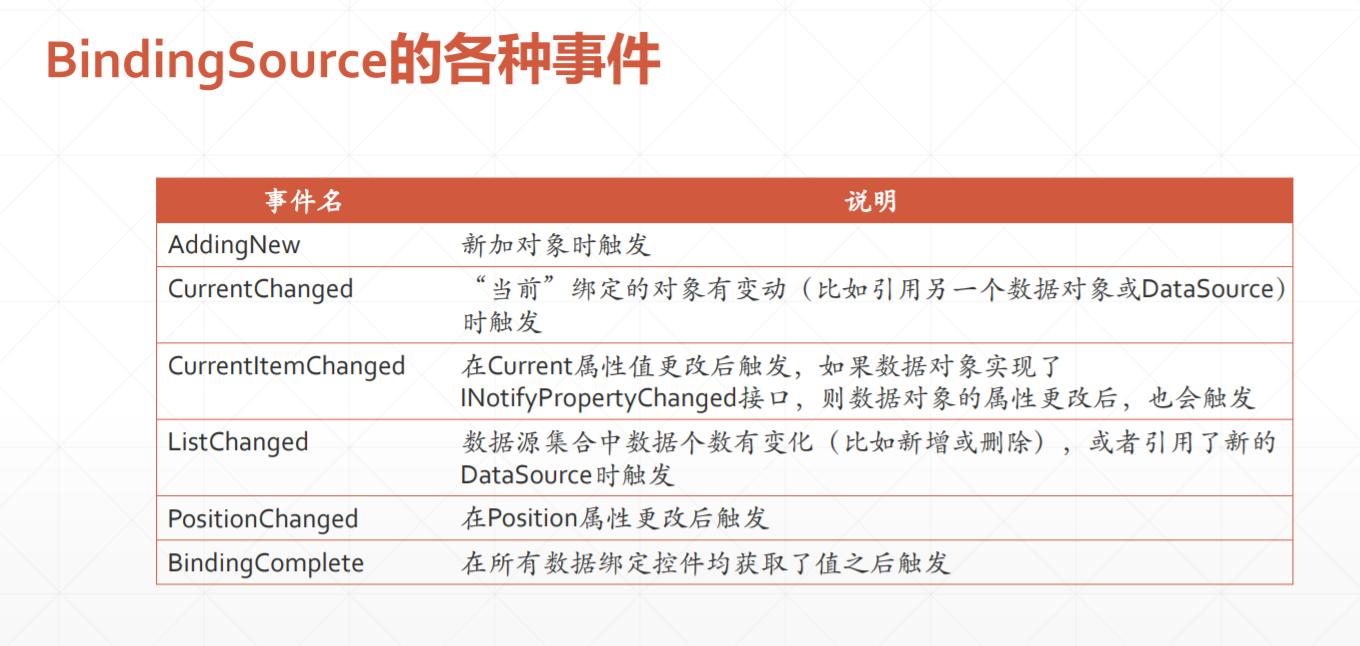 BindingSource的各种事件
事件名 说明
AddingNew 新加对象时触发
CurrentChanged “当前”绑定的对象有变动（比如引用另一个数据对象或DataSource）
时触发
CurrentItemChanged 在Current属性值更改后触发，如果数据对象实现了
INotifyPropertyChanged接口，则数据对象的属性更改后，也会触发
ListChanged 数据源集合中数据个数有变化（比如新增或删除），或者引用了新的
DataSource时触发
PositionChanged 在Position属性更改后触发
BindingComplete 在所有数据绑定控件均获取了值之后触发